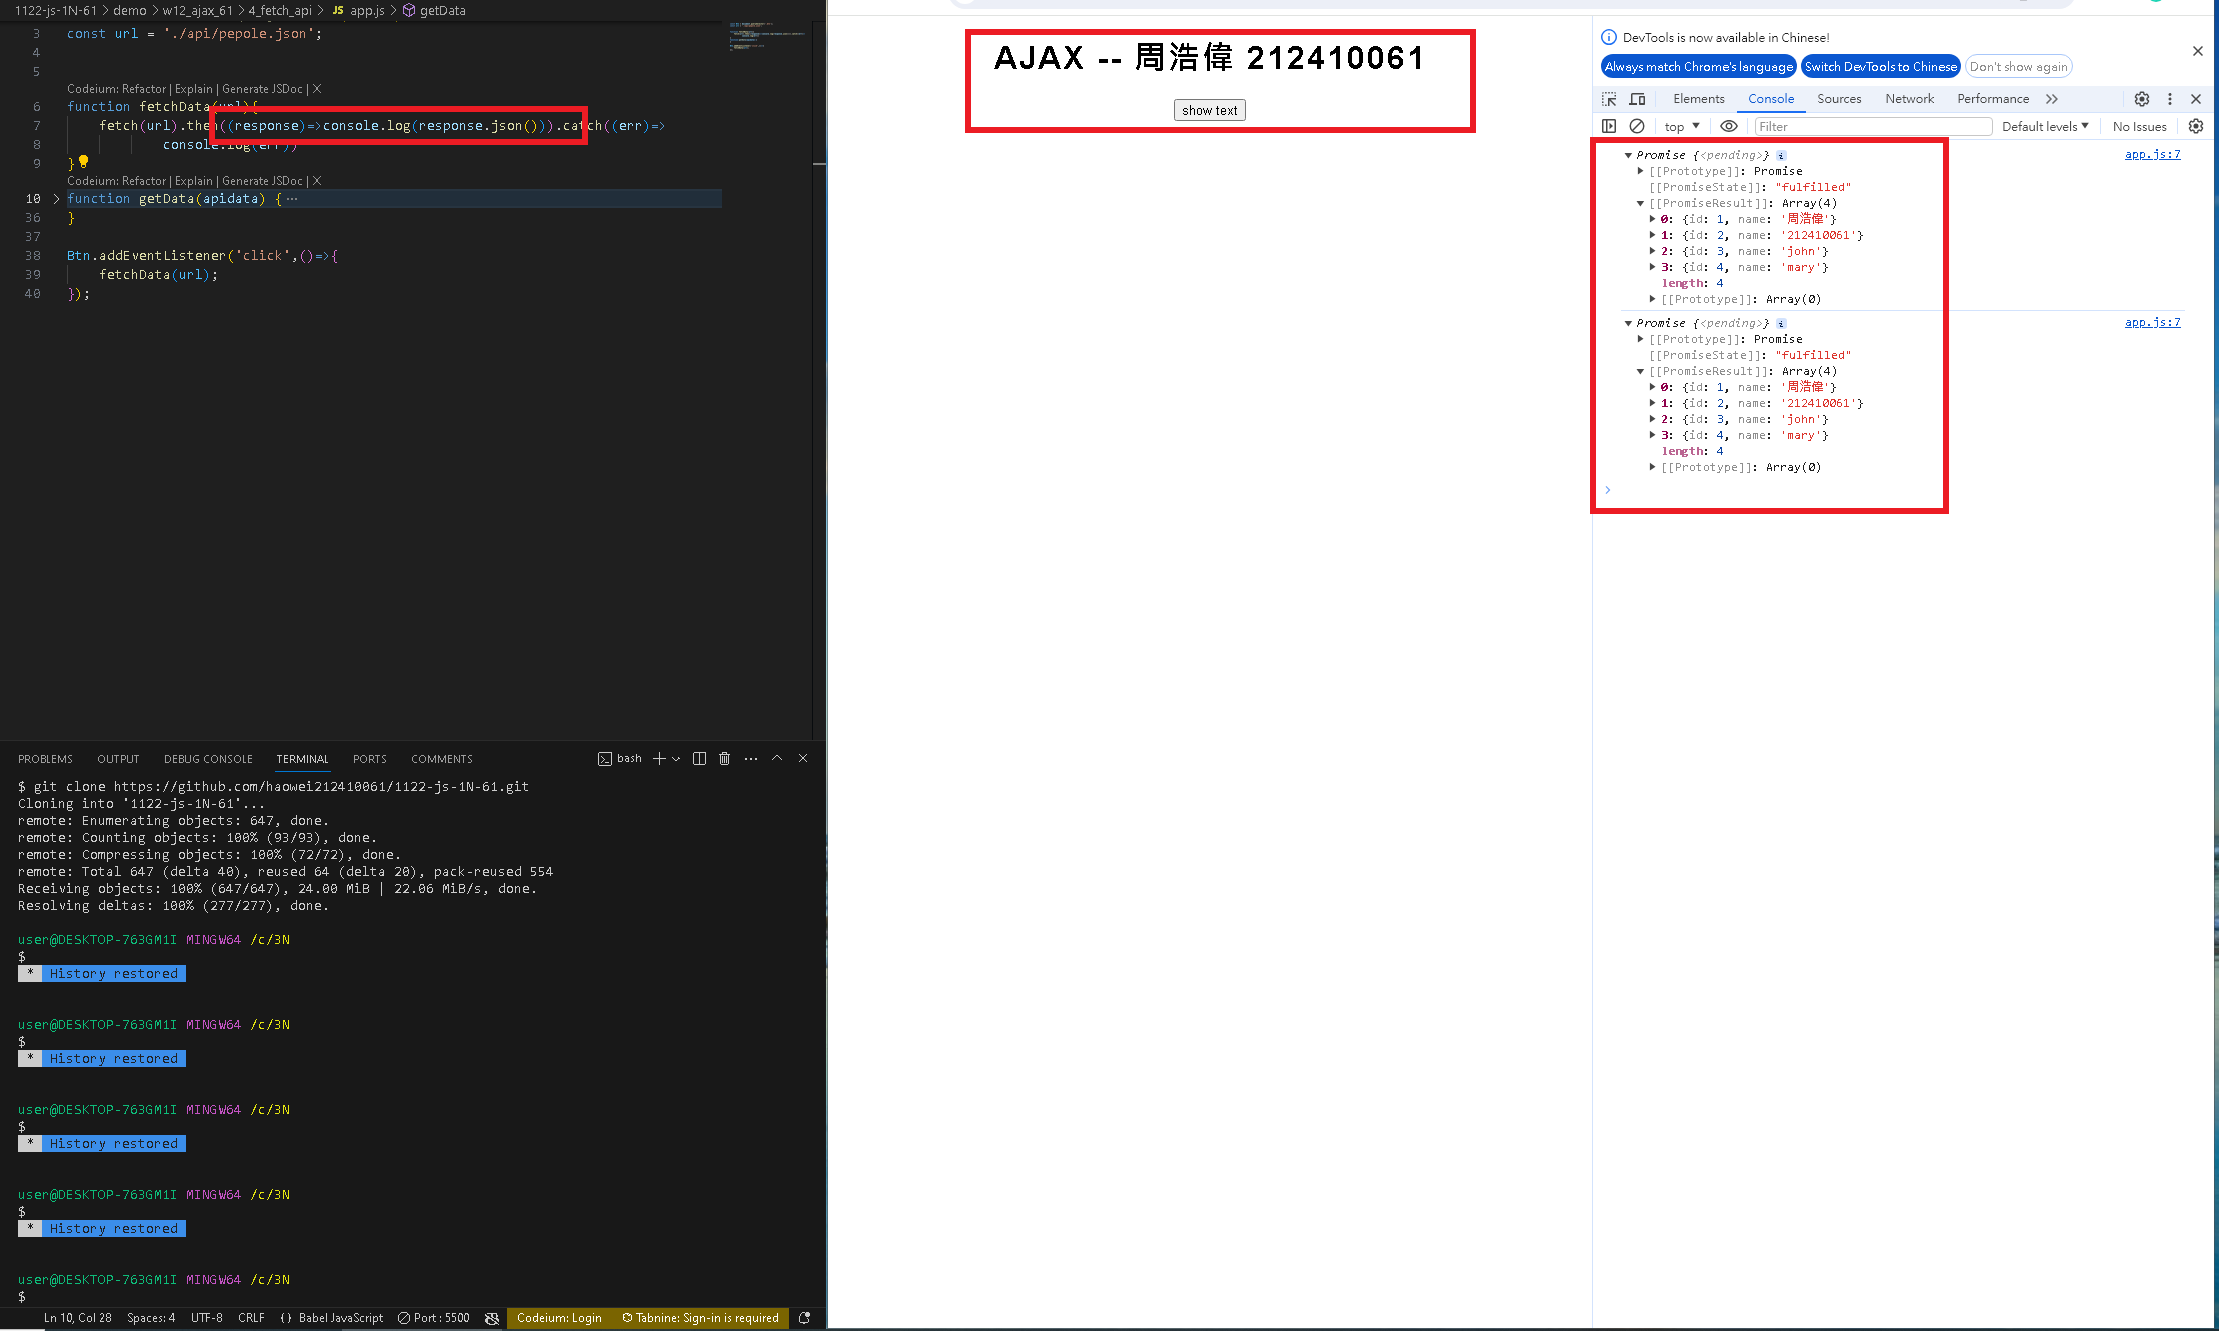 1122-js-1N-61 > demo > w12_ajax_61 > 4_fetch_api > JS app.js > getData
3 const url = './api/pepole.json';
4
5
Codeium: Refactor | Explain | Generate JSDoc | X
6 function fetchData(url){
7 fetch(url).then((response)=>console.log(response.json())).catch((err)=>
8 console.log(err))
9 }
Codeium: Refactor | Explain | Generate JSDoc | X
10 function getData(apidata) { ···
36 }
37
38 Btn.addEventListener('click',()=>{
39 fetchData(url);
40 });
PROBLEMS OUTPUT DEBUG CONSOLE TERMINAL PORTS COMMENTS
bash
$ git clone https://github.com/haowei212410061/1122-js-1N-61.git
Cloning into '1122-js-1N-61'...
remote: Enumerating objects: 647, done.
remote: Counting objects: 100% (93/93), done.
remote: Compressing objects: 100% (72/72), done.
remote: Total 647 (delta 40), reused 64 (delta 20), pack-reused 554
Receiving objects: 100% (647/647), 24.00 MiB | 22.06 MiB/s, done.
Resolving deltas: 100% (277/277), done.
user@DESKTOP-763GM1I MINGW64 /c/3N
$
* History restored
user@DESKTOP-763GM1I MINGW64 /c/3N
$
* History restored
user@DESKTOP-763GM1I MINGW64 /c/3N
$
* History restored
user@DESKTOP-763GM1I MINGW64 /c/3N
$
* History restored
user@DESKTOP-763GM1I MINGW64 /c/3N
$
Ln 10, Col 28 Spaces: 4 UTF-8 CRLF {} Babel JavaScript Port : 5500 Codeium: Login Tabnine: Sign-in is required
AJAX -- 周浩偉 212410061
show text
DevTools is now available in Chinese!
Always match Chrome's language Switch DevTools to Chinese Don't show again
Elements Console Sources Network Performance
top Filter Default levels No Issues
Promise {<pending>} i app.js:7
[[Prototype]]: Promise
[[PromiseState]]: "fulfilled"
[[PromiseResult]]: Array(4)
0: {id: 1, name: '周浩偉'}
1: {id: 2, name: '212410061'}
2: {id: 3, name: 'john'}
3: {id: 4, name: 'mary'}
length: 4
[[Prototype]]: Array(0)
Promise {<pending>} i app.js:7
[[Prototype]]: Promise
[[PromiseState]]: "fulfilled"
[[PromiseResult]]: Array(4)
0: {id: 1, name: '周浩偉'}
1: {id: 2, name: '212410061'}
2: {id: 3, name: 'john'}
3: {id: 4, name: 'mary'}
length: 4
[[Prototype]]: Array(0)